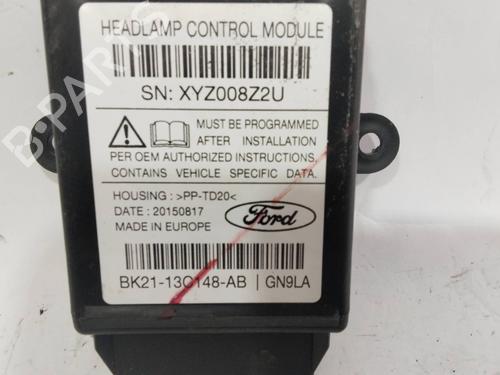 HEADLAMP CONTROL MODULE
SN: XYZ008Z2U
MUST BE PROGRAMMED
AFTER INSTALLATION
PER OEM AUTHORIZED INSTRUCTIONS.
CONTAINS VEHICLE SPECIFIC DATA.
HOUSING : >PP-TD20<
DATE : 20150817
MADE IN EUROPE
Ford
BK21-13C148-AB | GN9LA
B-PARTS